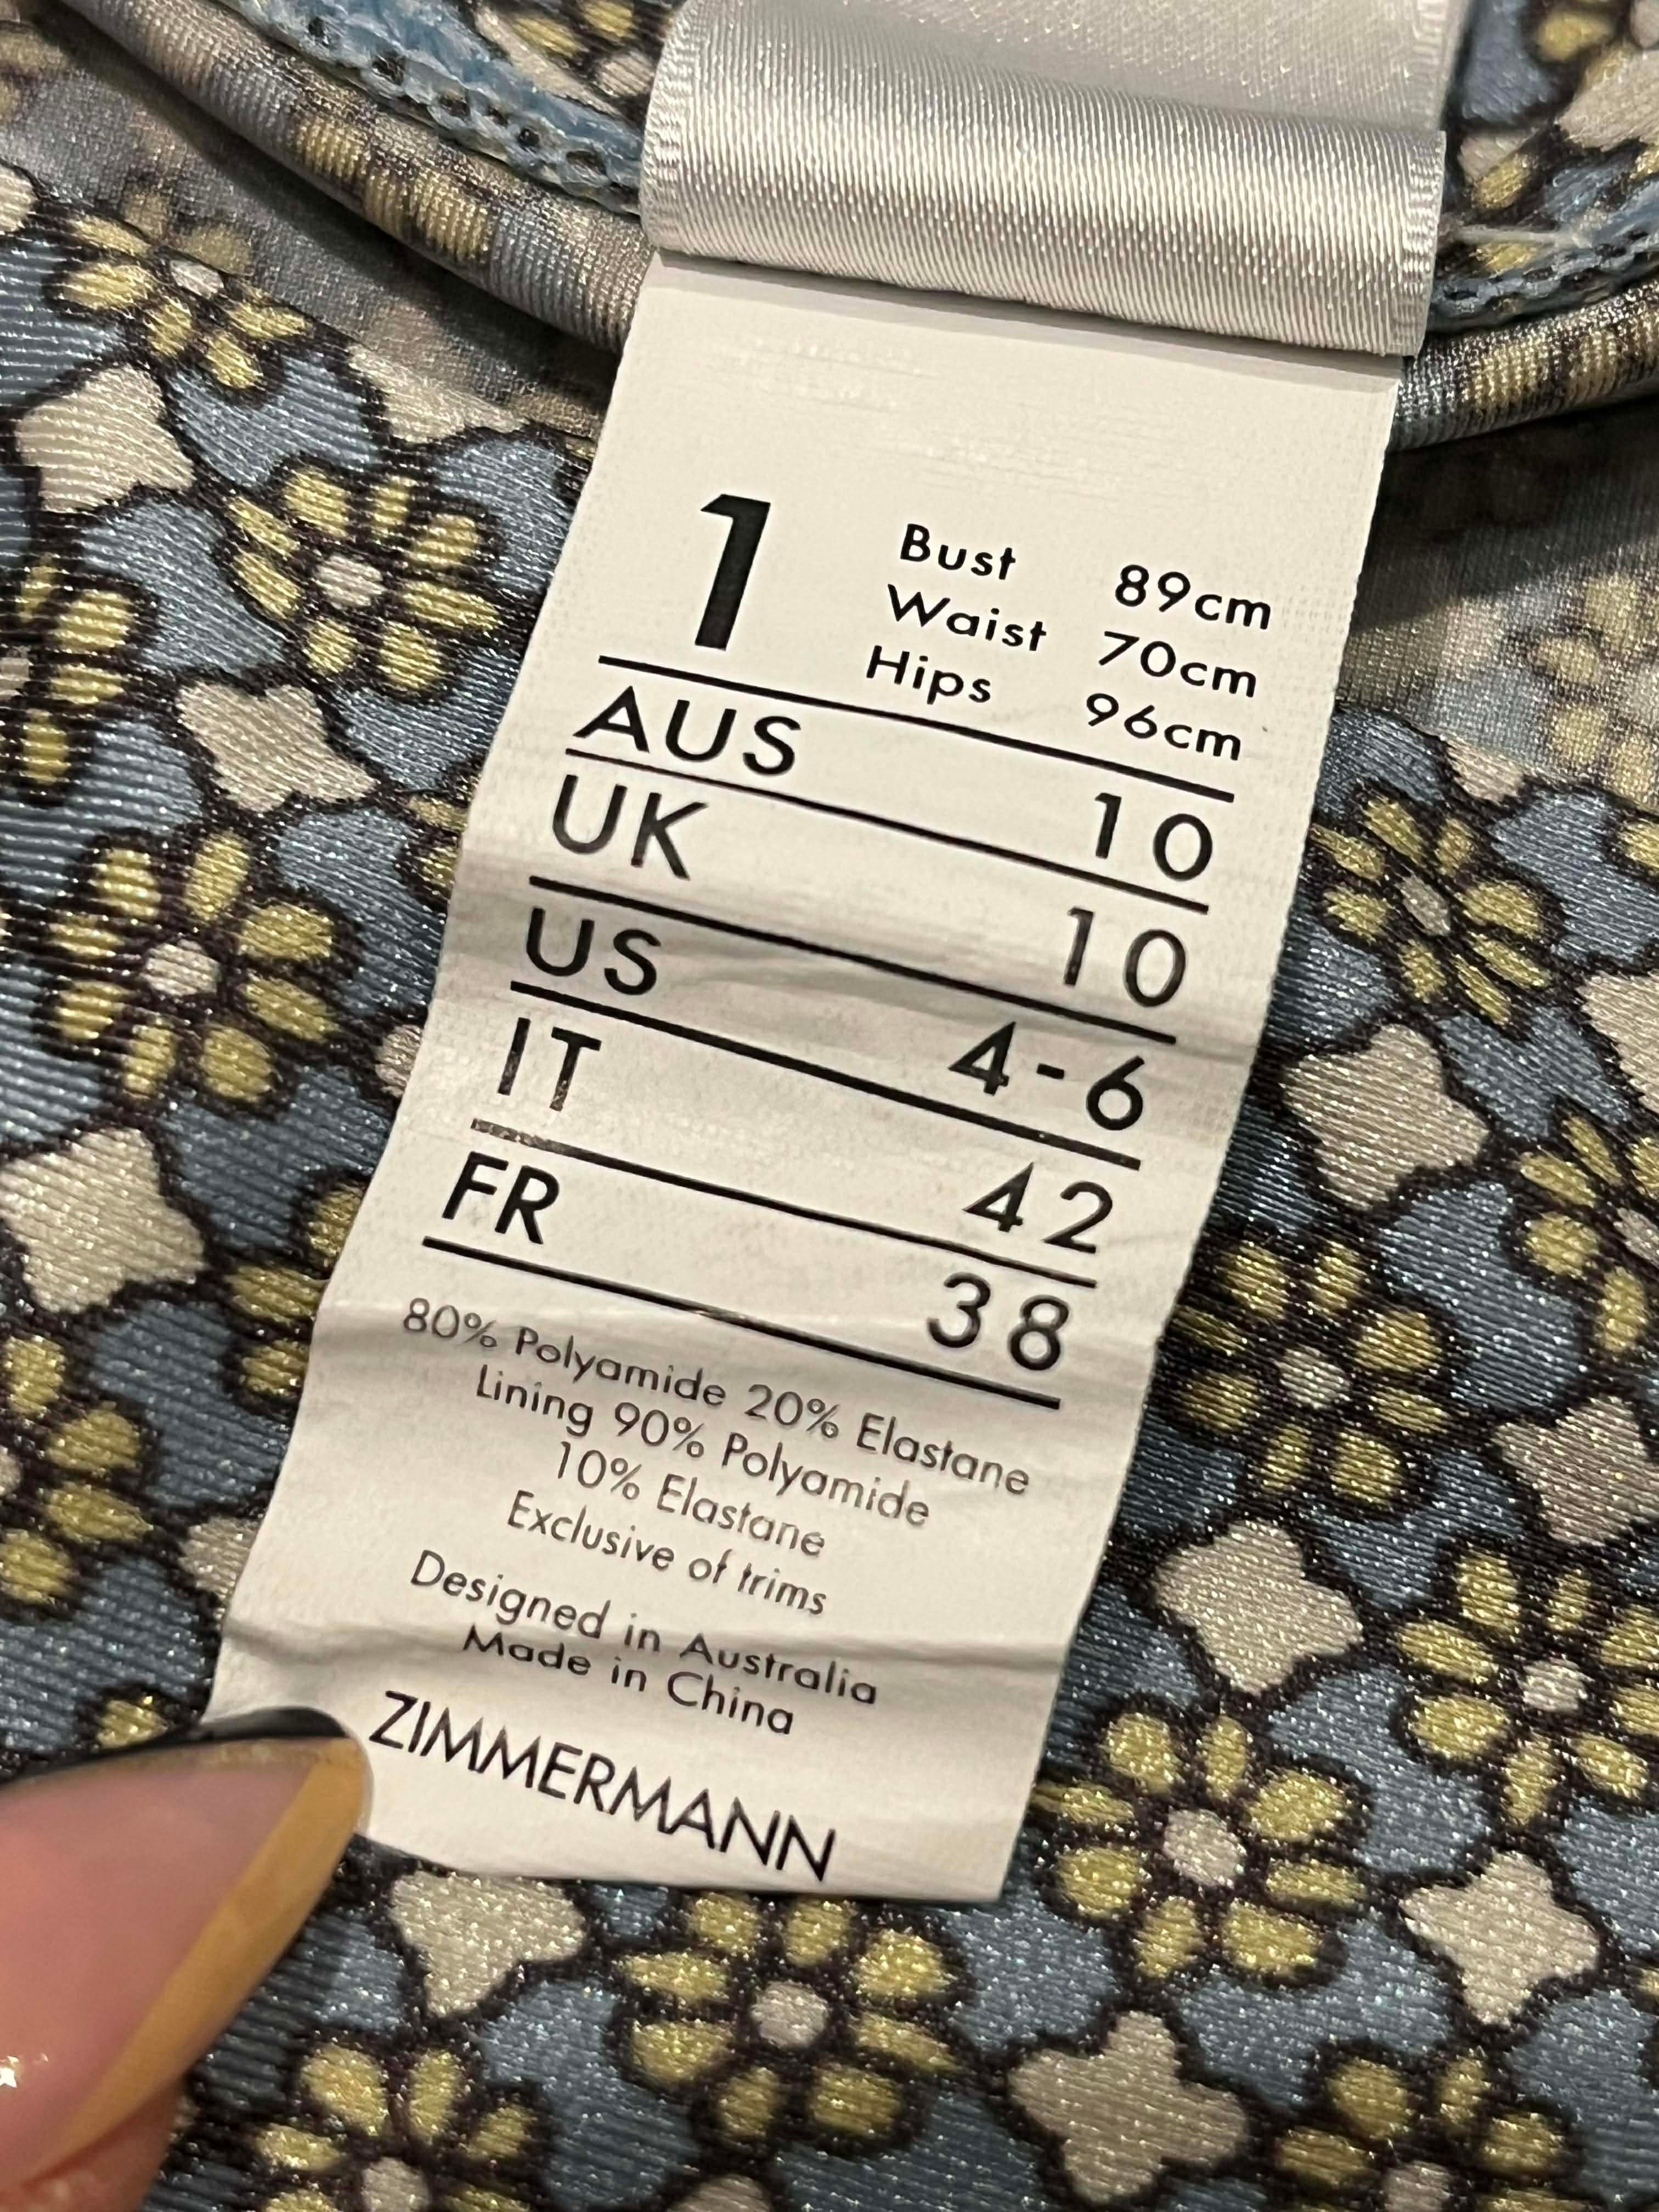 1
Bust 89cm
Waist 70cm
Hips 96cm
AUS 10
UK 10
US 4-6
IT 42
FR 38
80% Polyamide 20% Elastane
Lining 90% Polyamide
10% Elastane
Exclusive of trims
Designed in Australia
Made in China
ZIMMERMANN